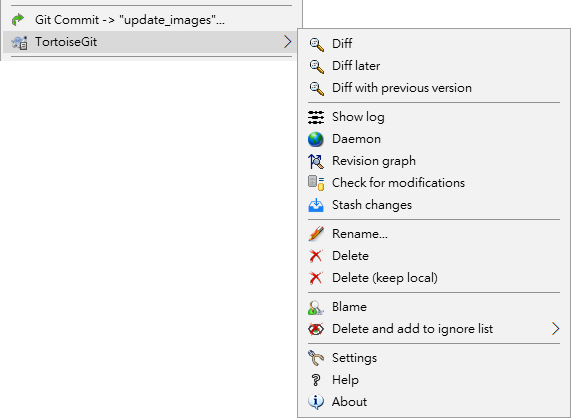 Git Commit -> "update_images"...
TortoiseGit
Diff
Diff later
Diff with previous version
Show log
Daemon
Revision graph
Check for modifications
Stash changes
Rename...
Delete
Delete (keep local)
Blame
Delete and add to ignore list
Settings
Help
About